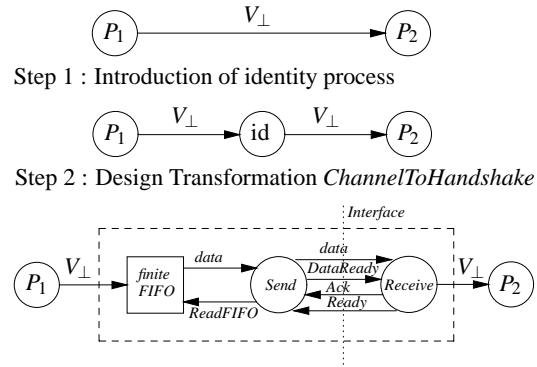 V⊥
P1 P2
Step 1 : Introduction of identity process
V⊥ V⊥
P1 id P2
Step 2 : Design Transformation ChannelToHandshake
Interface
V⊥ data data V⊥
DataReady
P1 finite FIFO Send Receive P2
Ack
ReadFIFO Ready